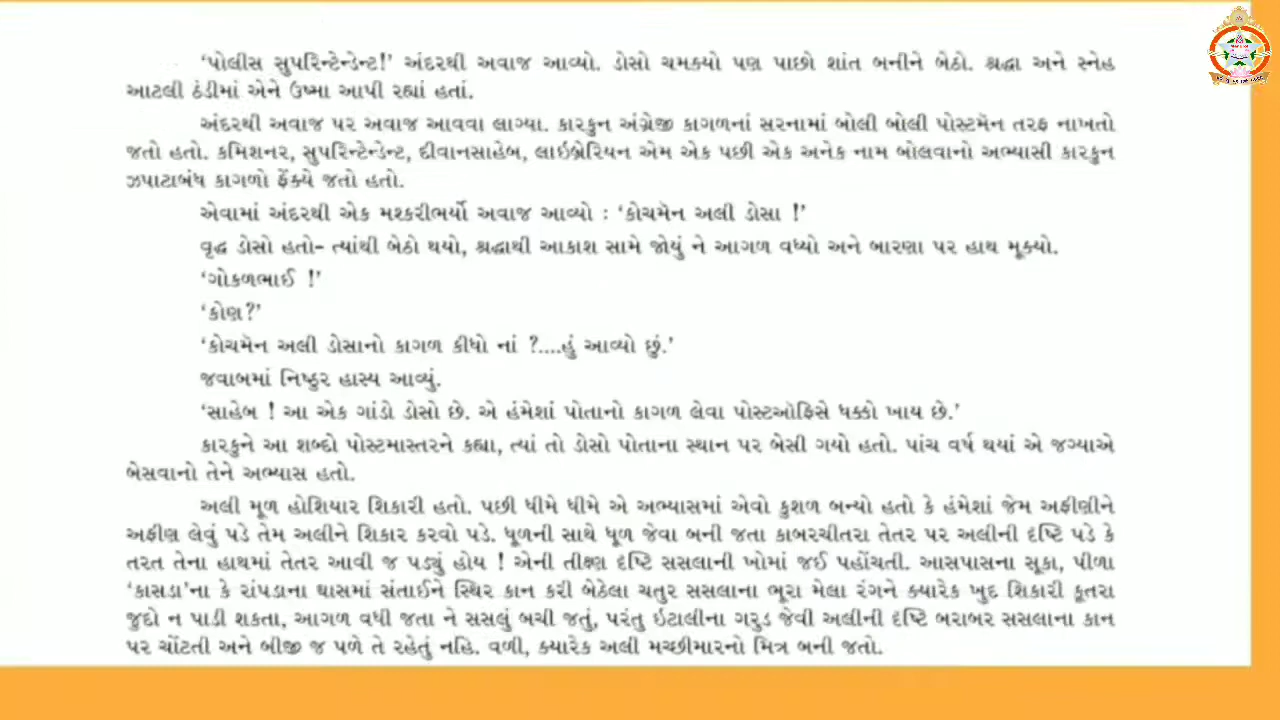 ‘પોલીસ સુપરિન્ટેન્ડેન્ટ!’ અંદરથી અવાજ આવ્યો. ડોસો ચમક્યો પણ પાછો શાંત બનીને બેઠો. શ્રદ્ધા અને સ્નેહ
આટલી ઠંડીમાં એને ઉષ્મા આપી રહ્યાં હતાં.
અંદરથી અવાજ પર અવાજ આવવા લાગ્યા. કારકુન અંગ્રેજી કાગળનાં સરનામાં બોલી બોલી પોસ્ટમૅન તરફ નાખતો
જતો હતો. કમિશનર, સુપરિન્ટેન્ડેન્ટ, દીવાનસાહેબ, લાઇબ્રેરિયન એમ એક પછી એક અનેક નામ બોલવાનો અભ્યાસી કારકુન
ઝપાટાબંધ કાગળો ફેંક્યે જતો હતો.
એવામાં અંદરથી એક મશ્કરીભર્યો અવાજ આવ્યો : ‘કોચમૅન અલી ડોસા !’
વૃદ્ધ ડોસો હતો- ત્યાંથી બેઠો થયો, શ્રદ્ધાથી આકાશ સામે જોયું ને આગળ વધ્યો અને બારણા પર હાથ મૂક્યો.
‘ગોકળભાઈ !’
‘કોણ?’
‘કોચમૅન અલી ડોસાનો કાગળ કીધો નાં ?....હું આવ્યો છું.’
જવાબમાં નિષ્ઠુર હાસ્ય આવ્યું.
‘સાહેબ ! આ એક ગાંડો ડોસો છે. એ હંમેશાં પોતાનો કાગળ લેવા પોસ્ટઑફિસે ધક્કો ખાય છે.’
કારકુને આ શબ્દો પોસ્ટમાસ્તરને કહ્યા, ત્યાં તો ડોસો પોતાના સ્થાન પર બેસી ગયો હતો. પાંચ વર્ષ થયાં એ જગ્યાએ
બેસવાનો તેને અભ્યાસ હતો.
અલી મૂળ હોશિયાર શિકારી હતો. પછી ધીમે ધીમે એ અભ્યાસમાં એવો કુશળ બન્યો હતો કે હંમેશાં જેમ અફીણીને
અફીણ લેવું પડે તેમ અલીને શિકાર કરવો પડે. ધૂળની સાથે ધૂળ જેવા બની જતા કાબરચીતરા તેતર પર અલીની દૃષ્ટિ પડે કે
તરત તેના હાથમાં તેતર આવી જ પડ્યું હોય ! એની તીક્ષ્ણ દૃષ્ટિ સસલાની ખોમાં જઈ પહોંચતી. આસપાસના સૂકા, પીળા
‘કાસડા’ના કે રાંપડાના ઘાસમાં સંતાઈને સ્થિર કાન કરી બેઠેલા ચતુર સસલાના ભૂરા મેલા રંગને ક્યારેક ખુદ શિકારી કૂતરા
જુદો ન પાડી શકતા, આગળ વધી જતા ને સસલું બચી જતું, પરંતુ ઇટાલીના ગરુડ જેવી અલીની દૃષ્ટિ બરાબર સસલાના કાન
પર ચોંટતી અને બીજી જ પળે તે રહેતું નહિ. વળી, ક્યારેક અલી મચ્છીમારનો મિત્ર બની જતો.